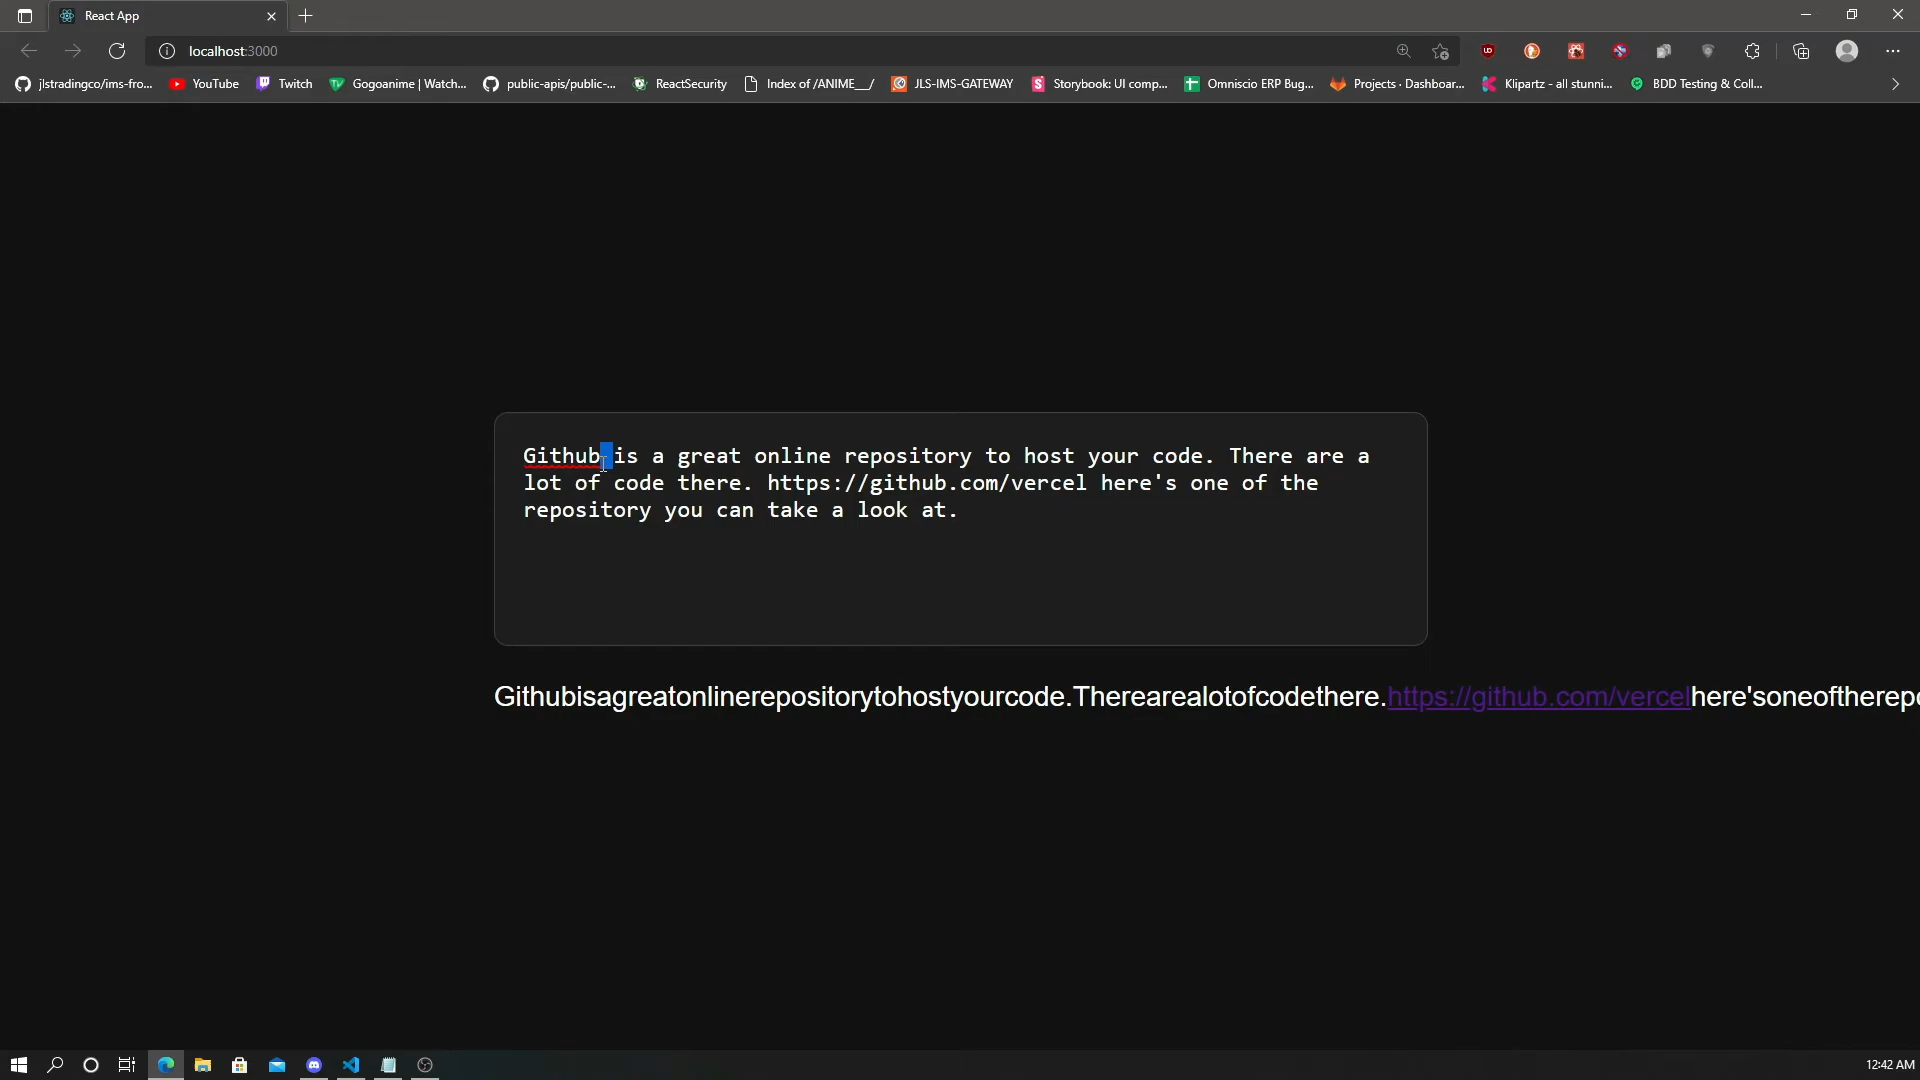 React App
localhost:3000
jlstradingco/ims-fro...
YouTube
Twitch
Gogoanime | Watch...
public-apis/public-...
ReactSecurity
Index of /ANIME__/
JLS-IMS-GATEWAY
Storybook: UI comp...
Omniscio ERP Bug...
Projects · Dashboar...
Klipartz - all stunni...
BDD Testing & Coll...
Github is a great online repository to host your code. There are a
lot of code there. https://github.com/vercel here's one of the
repository you can take a look at.
Githubisagreatonlinerepositorytohostyourcode.Therearealotofcodethere.https://github.com/vercelhere'soneoftherepo
12:42 AM